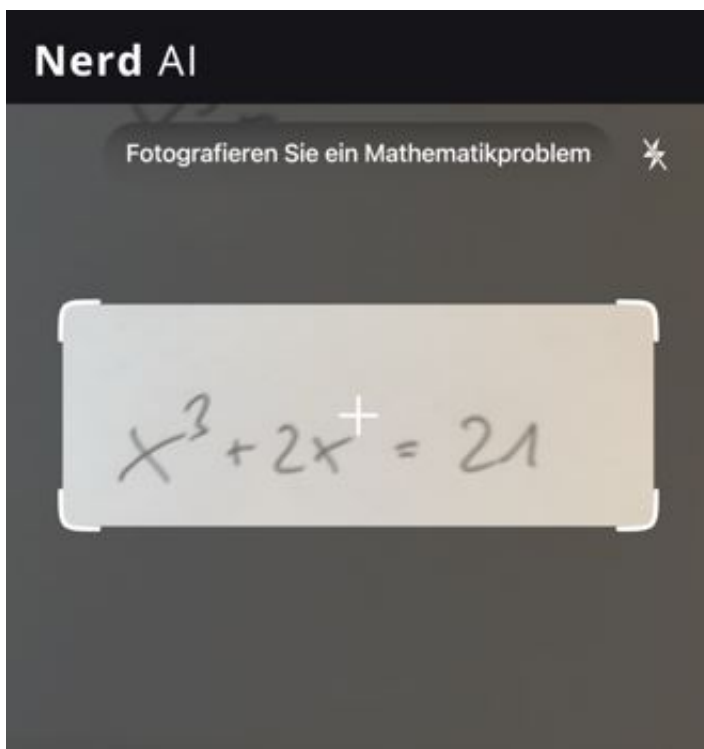 Nerd AI
Fotografieren Sie ein Mathematikproblem
x³ + 2x = 21